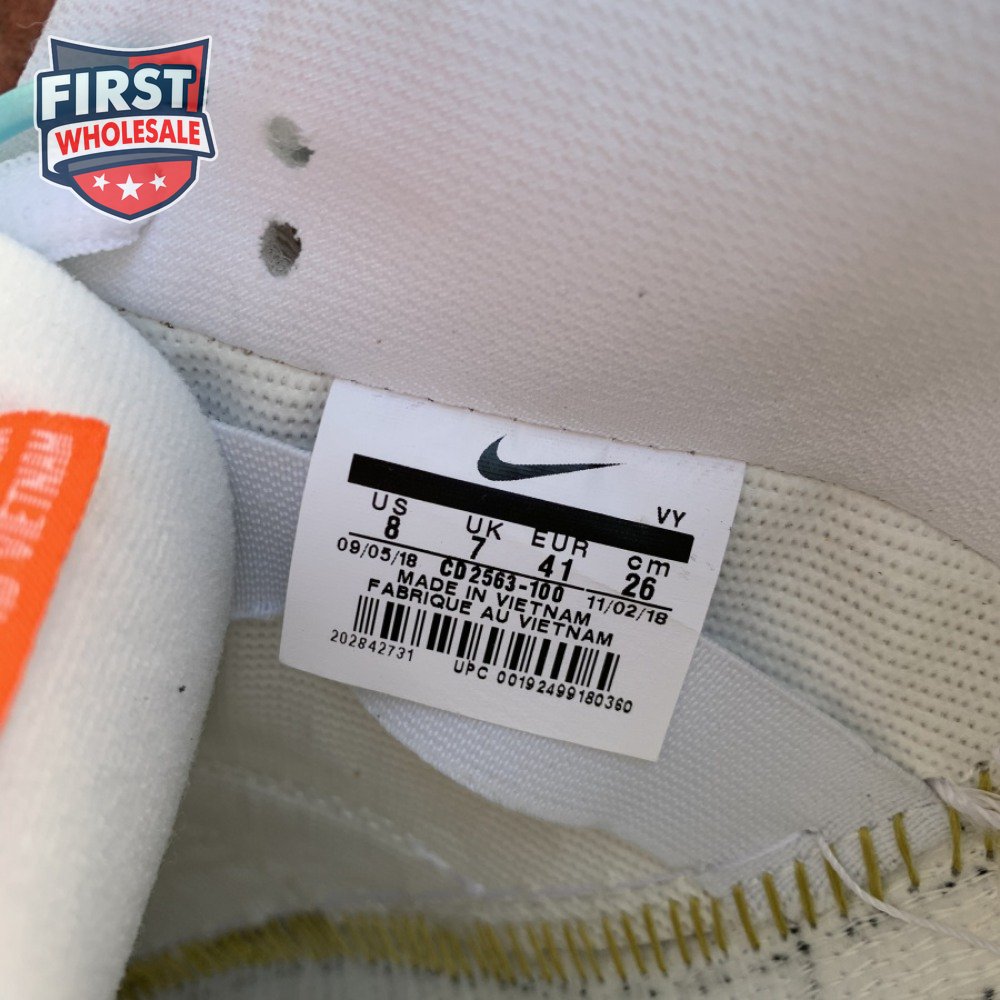 FIRST
WHOLESALE
VIETNAM
VY
US UK EUR cm
8 7 41 26
09/05/18 CD2563-100 11/02/18
MADE IN VIETNAM
FABRIQUE AU VIETNAM
202842731
UPC 00192499180360